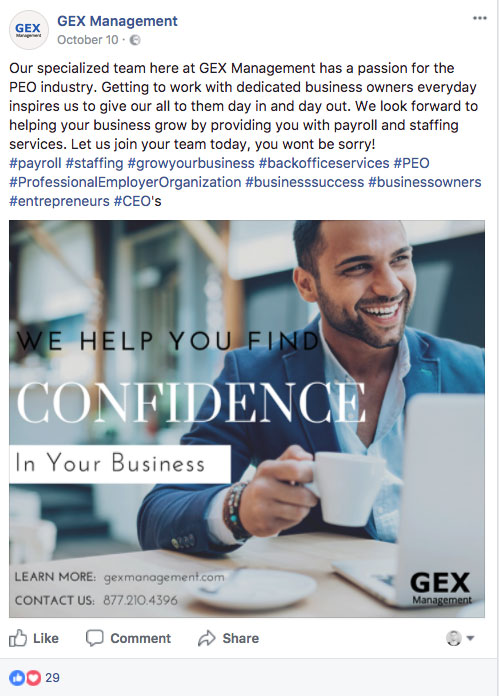 GEX
Management
GEX Management
October 10 ·
Our specialized team here at GEX Management has a passion for the
PEO industry. Getting to work with dedicated business owners everyday
inspires us to give our all to them day in and day out. We look forward to
helping your business grow by providing you with payroll and staffing
services. Let us join your team today, you wont be sorry!
#payroll #staffing #growyourbusiness #backofficeservices #PEO
#ProfessionalEmployerOrganization #businesssuccess #businessowners
#entrepreneurs #CEO's
WE HELP YOU FIND
CONFIDENCE
In Your Business
LEARN MORE: gexmanagement.com
CONTACT US: 877.210.4396
GEX
Management
Like Comment Share
29